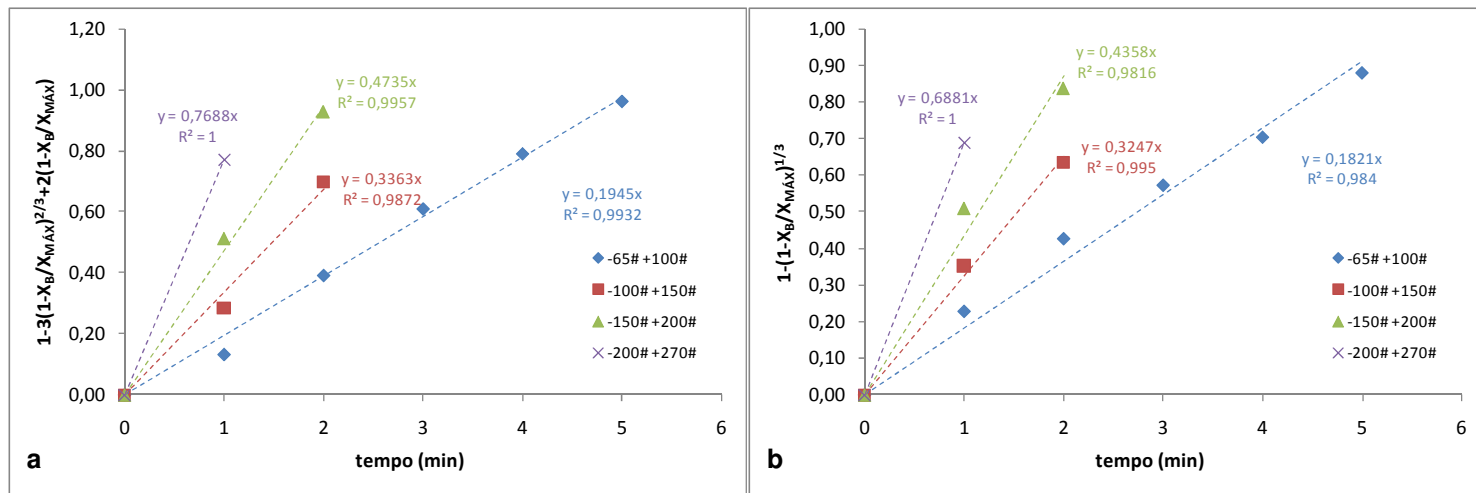 1-3(1-X_B/X_MÁX)^2/3+2(1-X_B/X_MÁX)
1,20
1,00
0,80
0,60
0,40
0,20
0,00
0 1 2 3 4 5 6
tempo (min)
a
y = 0,7688x
R² = 1
y = 0,4735x
R² = 0,9957
y = 0,3363x
R² = 0,9872
y = 0,1945x
R² = 0,9932
-65# +100#
-100# +150#
-150# +200#
-200# +270#
1-(1-X_B/X_MÁX)^1/3
1,00
0,90
0,80
0,70
0,60
0,50
0,40
0,30
0,20
0,10
0,00
0 1 2 3 4 5 6
tempo (min)
b
y = 0,6881x
R² = 1
y = 0,4358x
R² = 0,9816
y = 0,3247x
R² = 0,995
y = 0,1821x
R² = 0,984
-65# +100#
-100# +150#
-150# +200#
-200# +270#